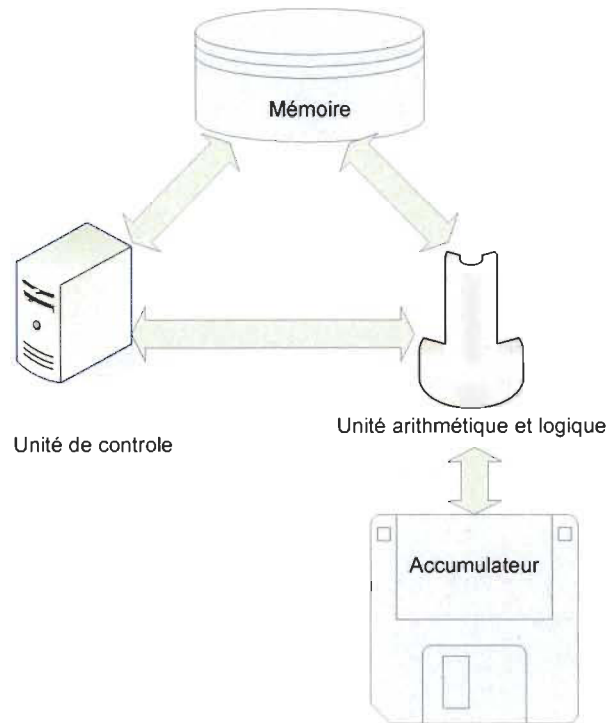 Mémoire
Unité de controle
Unité arithmétique et logique
Accumulateur